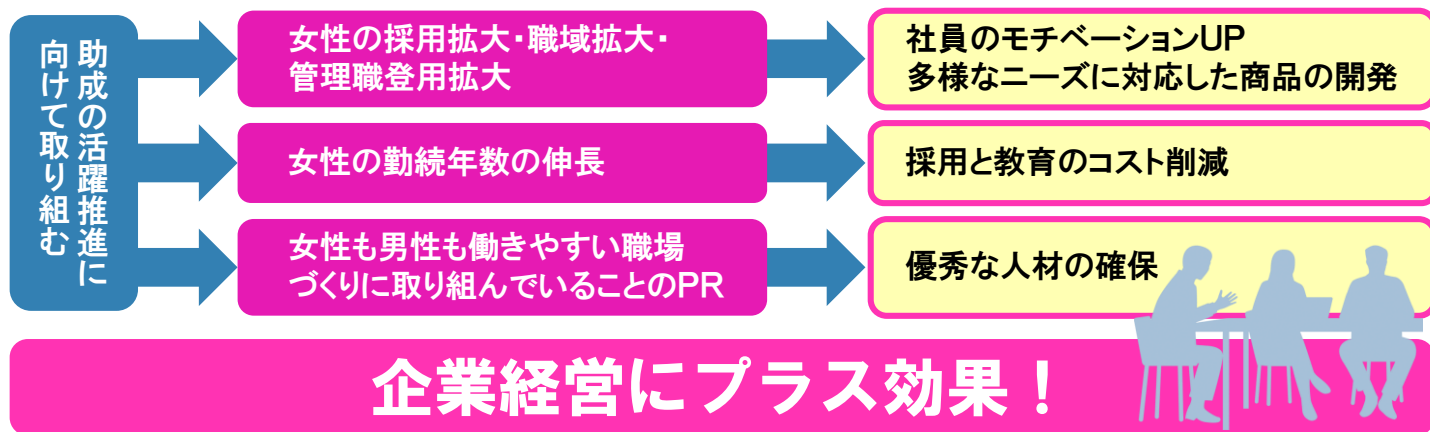 助成の活躍推進に
向けて取り組む
女性の採用拡大・職域拡大・
管理職登用拡大
社員のモチベーションUP
多様なニーズに対応した商品の開発
女性の勤続年数の伸長
採用と教育のコスト削減
女性も男性も働きやすい職場
づくりに取り組んでいることのPR
優秀な人材の確保
企業経営にプラス効果！